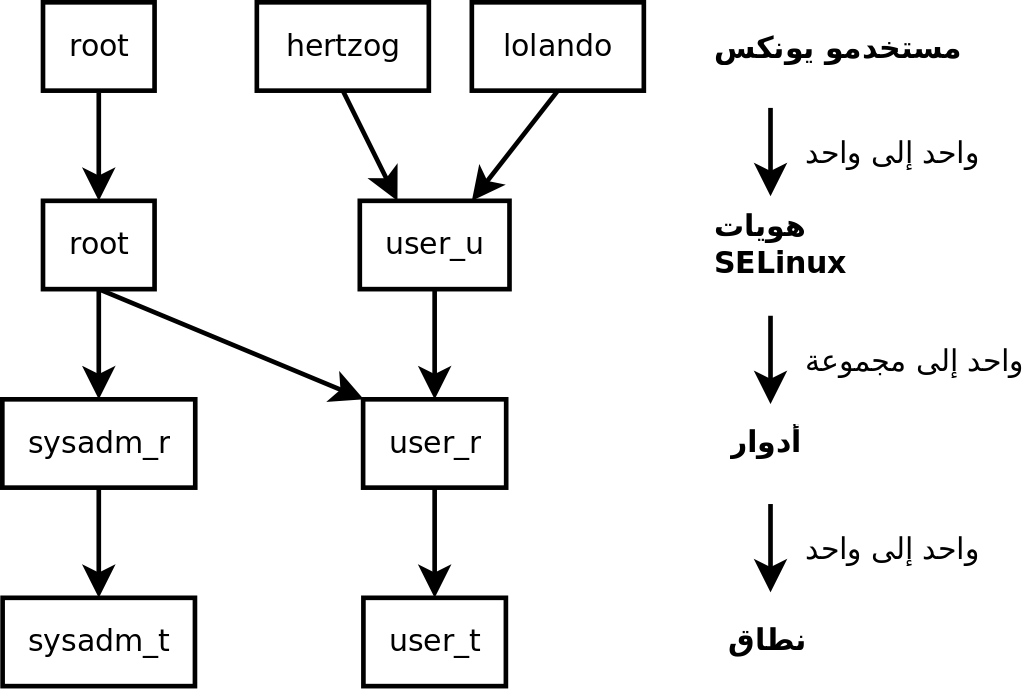 root
hertzog
lolando
مستخدمو يونكس
واحد إلى واحد
root
user_u
هويات
SELinux
واحد إلى مجموعة
sysadm_r
user_r
أدوار
واحد إلى واحد
sysadm_t
user_t
نطاق